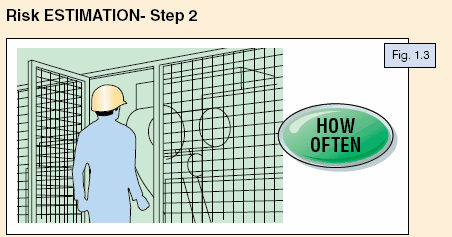 Risk ESTIMATION- Step 2
Fig. 1.3
HOW
OFTEN